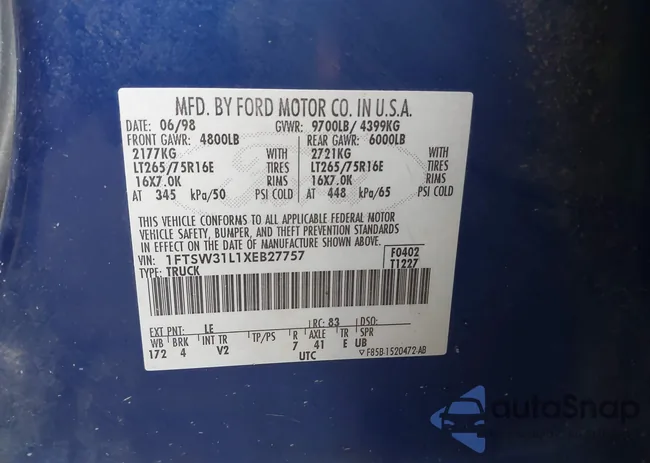 MFD. BY FORD MOTOR CO. IN U.S.A.
DATE: 06/98 GVWR: 9700LB/ 4399KG
FRONT GAWR: 4800LB REAR GAWR: 6000LB
2177KG WITH 2721KG WITH
LT265/75R16E TIRES LT265/75R16E TIRES
16X7.0K RIMS 16X7.0K RIMS
AT 345 kPa/50 PSI COLD AT 448 kPa/65 PSI COLD
THIS VEHICLE CONFORMS TO ALL APPLICABLE FEDERAL MOTOR
VEHICLE SAFETY, BUMPER, AND THEFT PREVENTION STANDARDS
IN EFFECT ON THE DATE OF MANUFACTURE SHOWN ABOVE.
VIN: 1FTSW31L1XEB27757 F0402
TYPE: TRUCK T1227
EXT PNT: LE RC: 83 DSO:
WB BRK INT TR TP/PS R AXLE TR SPR
172 4 V2 7 41 E UB
UTC ▽F85B-1520472-AB
autoSnap